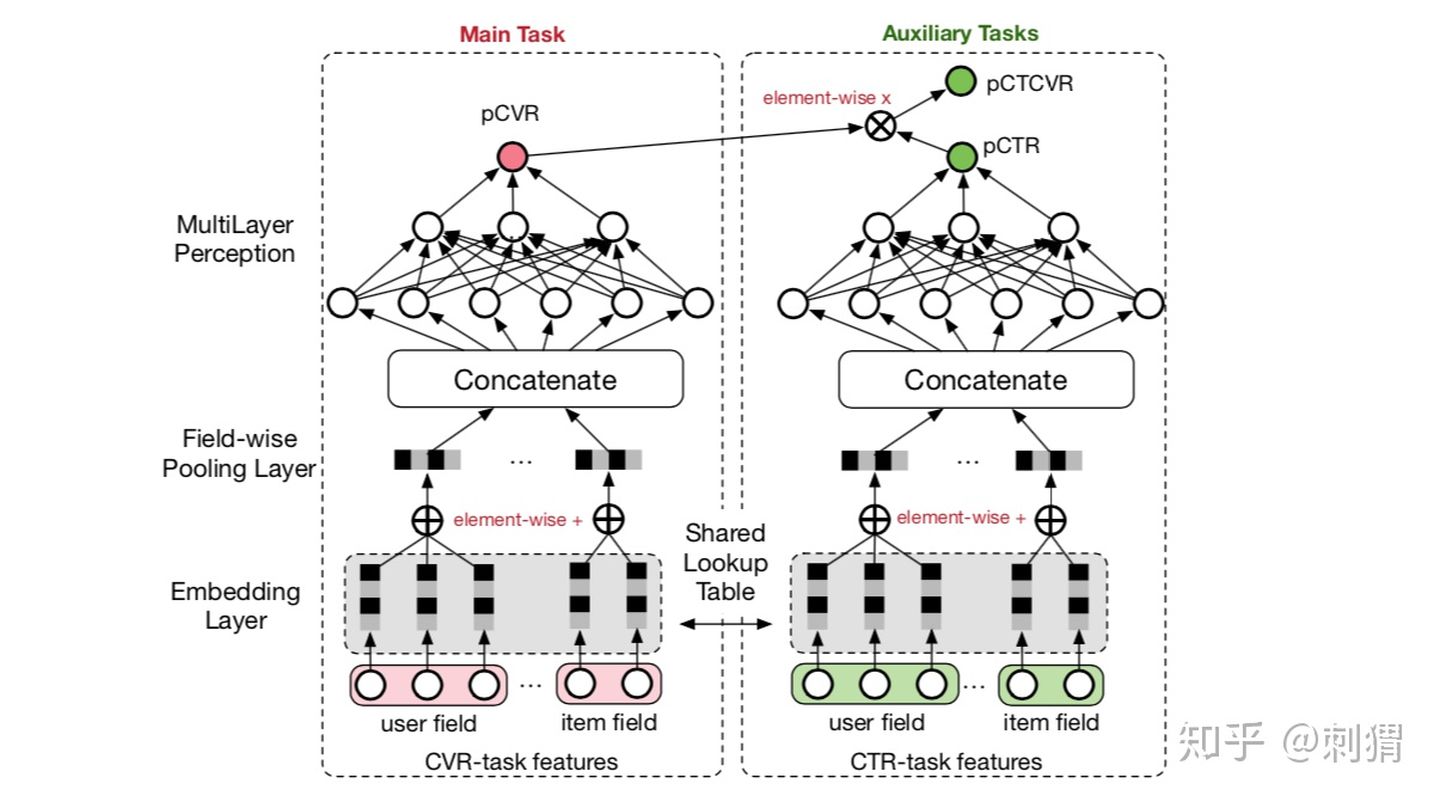 Main Task
Auxiliary Tasks
pCTCVR
element-wise x
pCVR
pCTR
MultiLayer
Perception
Concatenate
Concatenate
Field-wise
Pooling Layer
...
...
element-wise +
element-wise +
Shared
Lookup
Table
Embedding
Layer
...
...
user field
item field
user field
item field
CVR-task features
CTR-task features
知乎 @刺猬